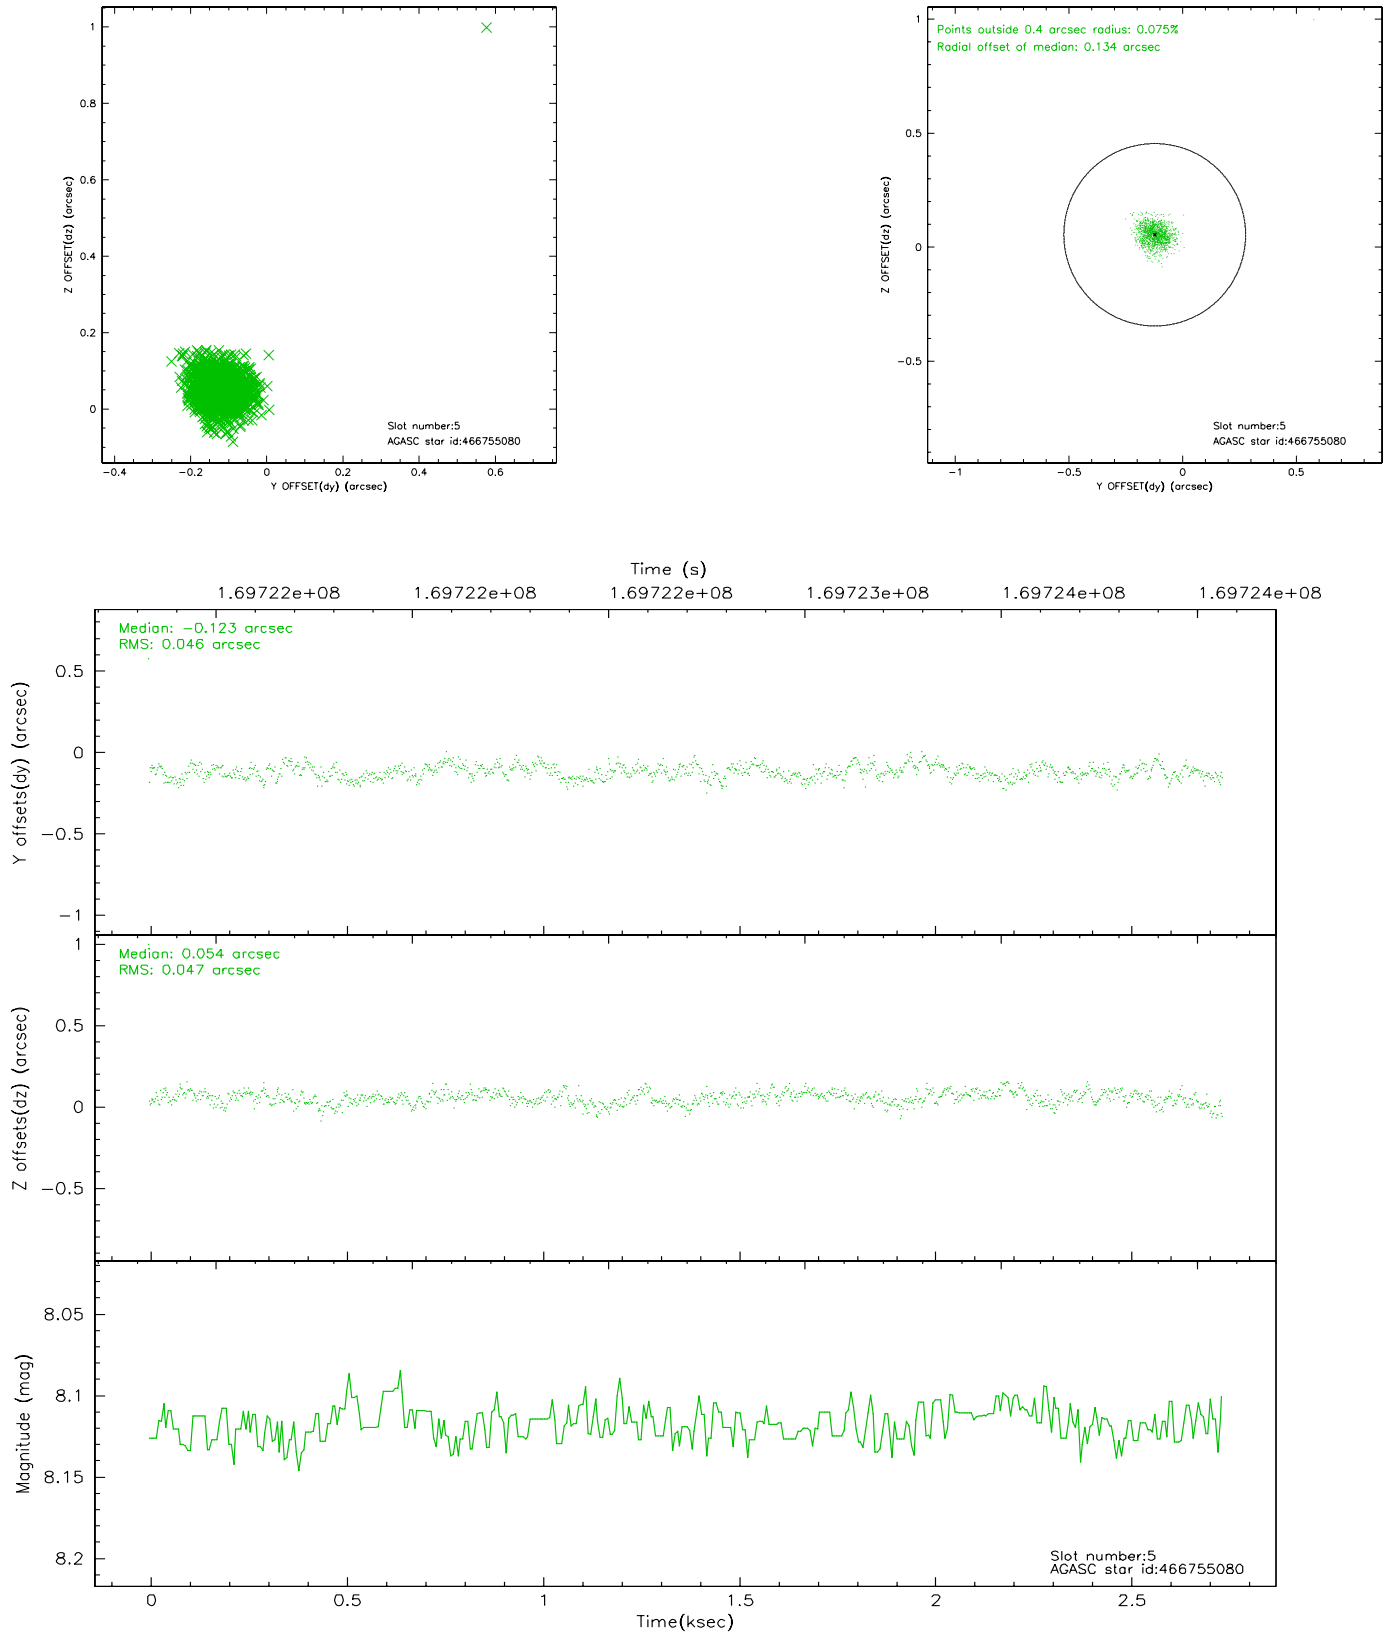 1
0.8
0.6
0.4
0.2
0
Z OFFSET(dz) (arcsec)
Slot number:5
AGASC star id:466755080
−0.4
−0.2
0
0.2
0.4
0.6
Y OFFSET(dy) (arcsec)
1
0.5
0
−0.5
Z OFFSET(dz) (arcsec)
Points outside 0.4 arcsec radius: 0.075%
Radial offset of median: 0.134 arcsec
Slot number:5
AGASC star id:466755080
−1
−0.5
0
0.5
Y OFFSET(dy) (arcsec)
Time (s)
1.69722e+08
1.69722e+08
1.69722e+08
1.69723e+08
1.69724e+08
1.69724e+08
Median: −0.123 arcsec
RMS: 0.046 arcsec
0.5
0
−0.5
−1
Y offsets(dy) (arcsec)
Median: 0.054 arcsec
RMS: 0.047 arcsec
1
0.5
0
−0.5
Z offsets(dz) (arcsec)
8.05
8.1
8.15
8.2
Magnitude (mag)
Slot number:5
AGASC star id:466755080
0
0.5
1
1.5
2
2.5
Time(ksec)